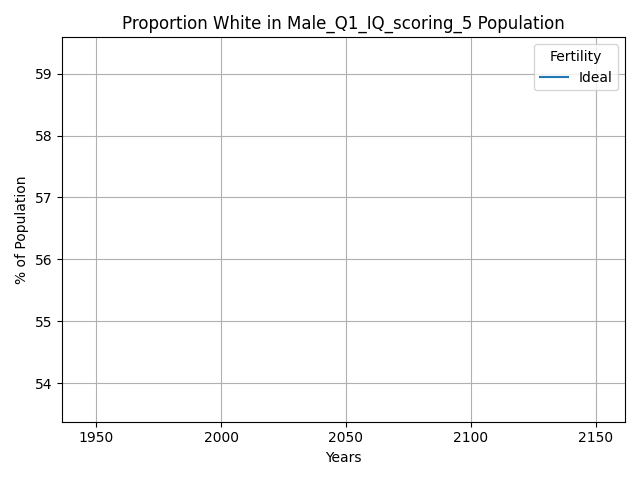 Proportion White in Male_Q1_IQ_scoring_5 Population
Fertility
Ideal
59
58
57
56
55
54
% of Population
1950 2000 2050 2100 2150
Years